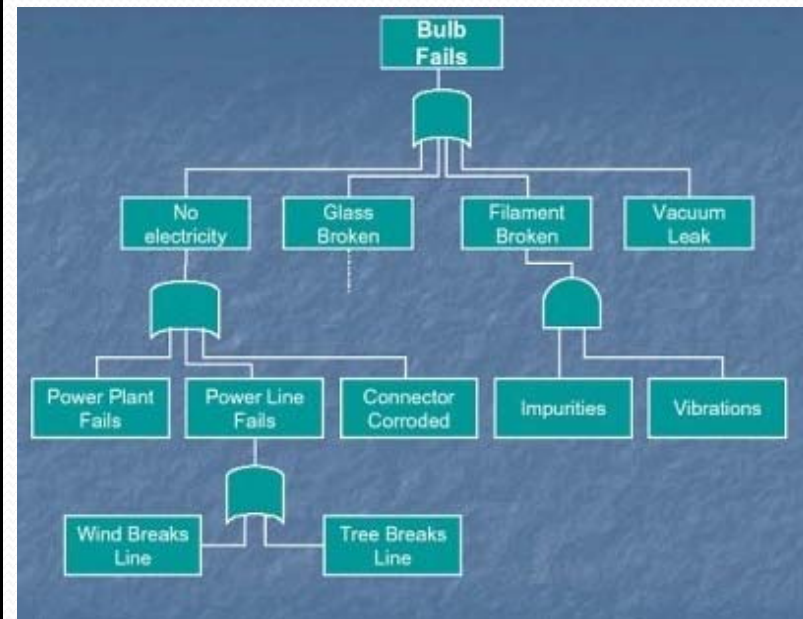 Bulb
Fails
No
electricity
Glass
Broken
Filament
Broken
Vacuum
Leak
Power Plant
Fails
Power Line
Fails
Connector
Corroded
Impurities
Vibrations
Wind Breaks
Line
Tree Breaks
Line